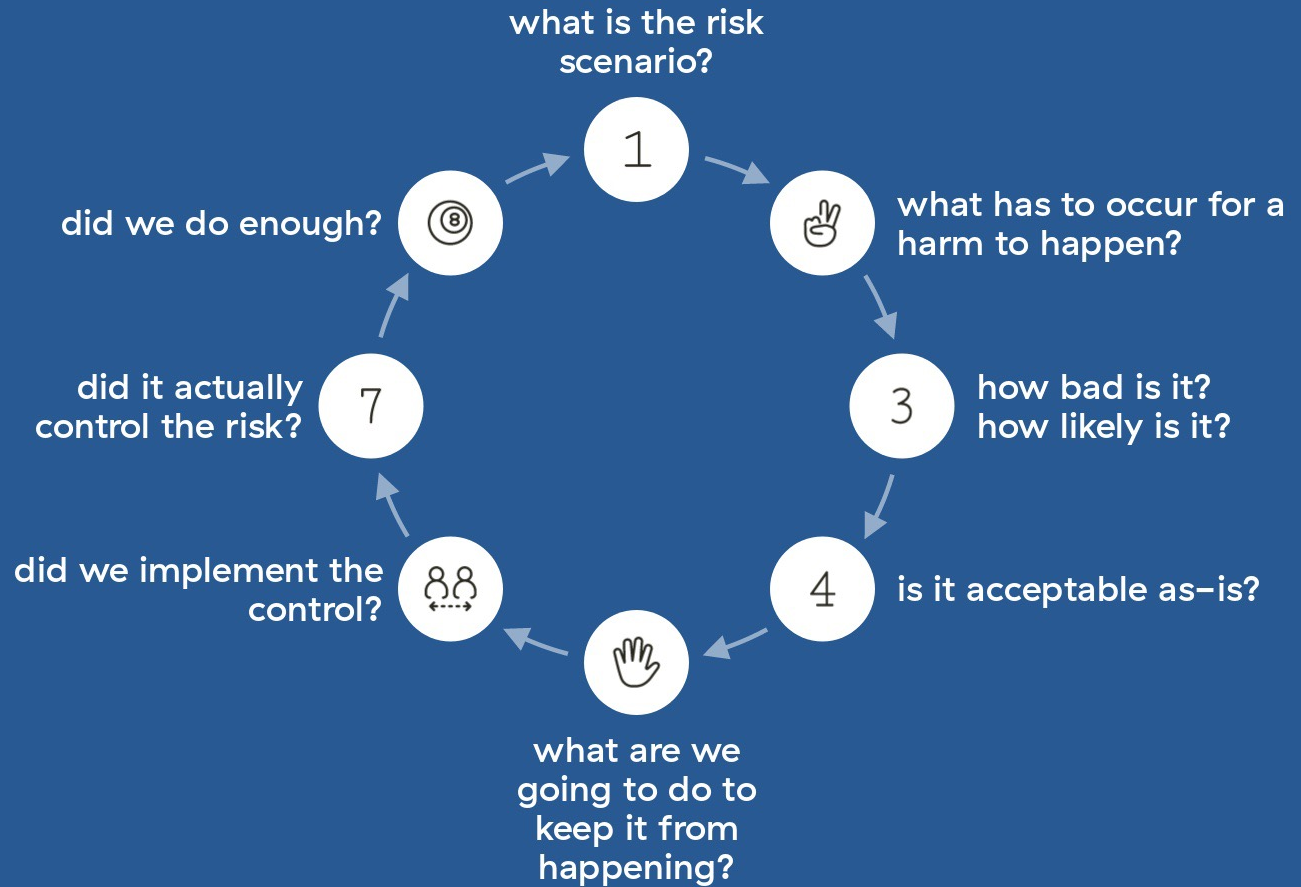 what is the risk
scenario?
1
what has to occur for a
harm to happen?
3
how bad is it?
how likely is it?
4
is it acceptable as-is?
what are we
going to do to
keep it from
happening?
did we implement the
control?
7
did it actually
control the risk?
8
did we do enough?